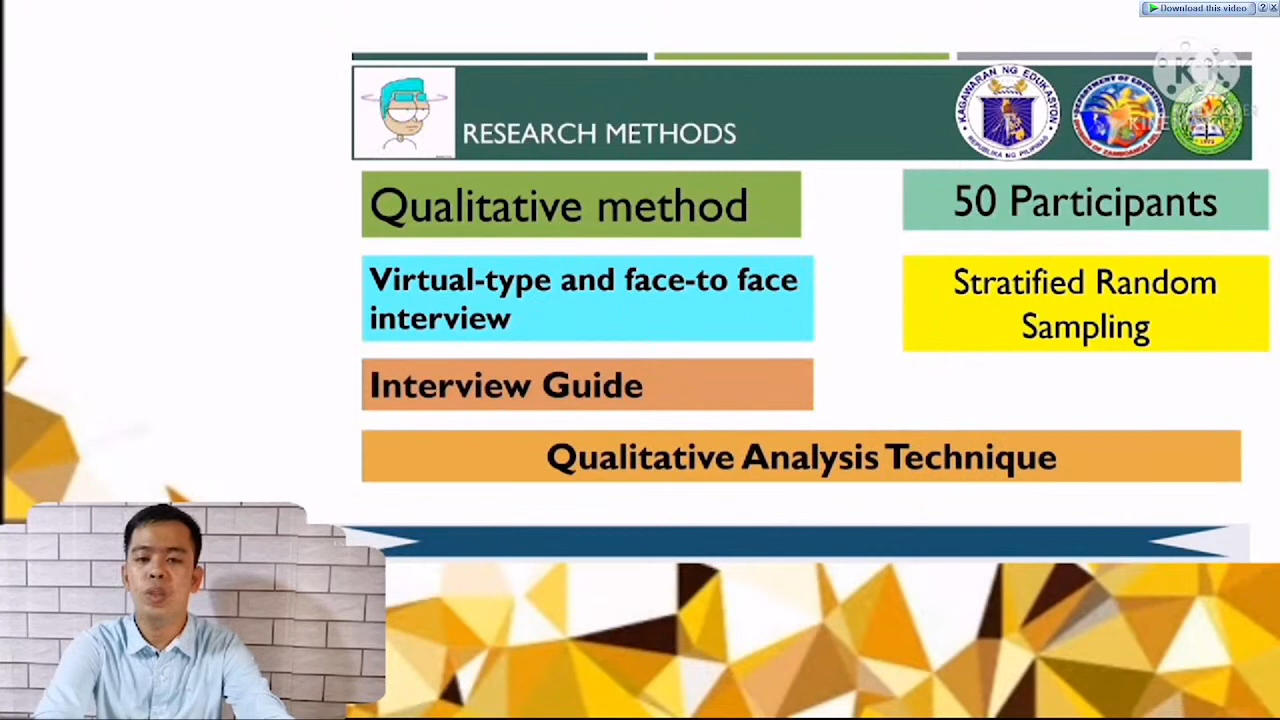 Download this video
KAGAWARAN NG EDUKASYON
REPUBLIKA NG PILIPINAS
RESEARCH METHODS
Qualitative method
50 Participants
Virtual-type and face-to face
interview
Stratified Random
Sampling
Interview Guide
Qualitative Analysis Technique